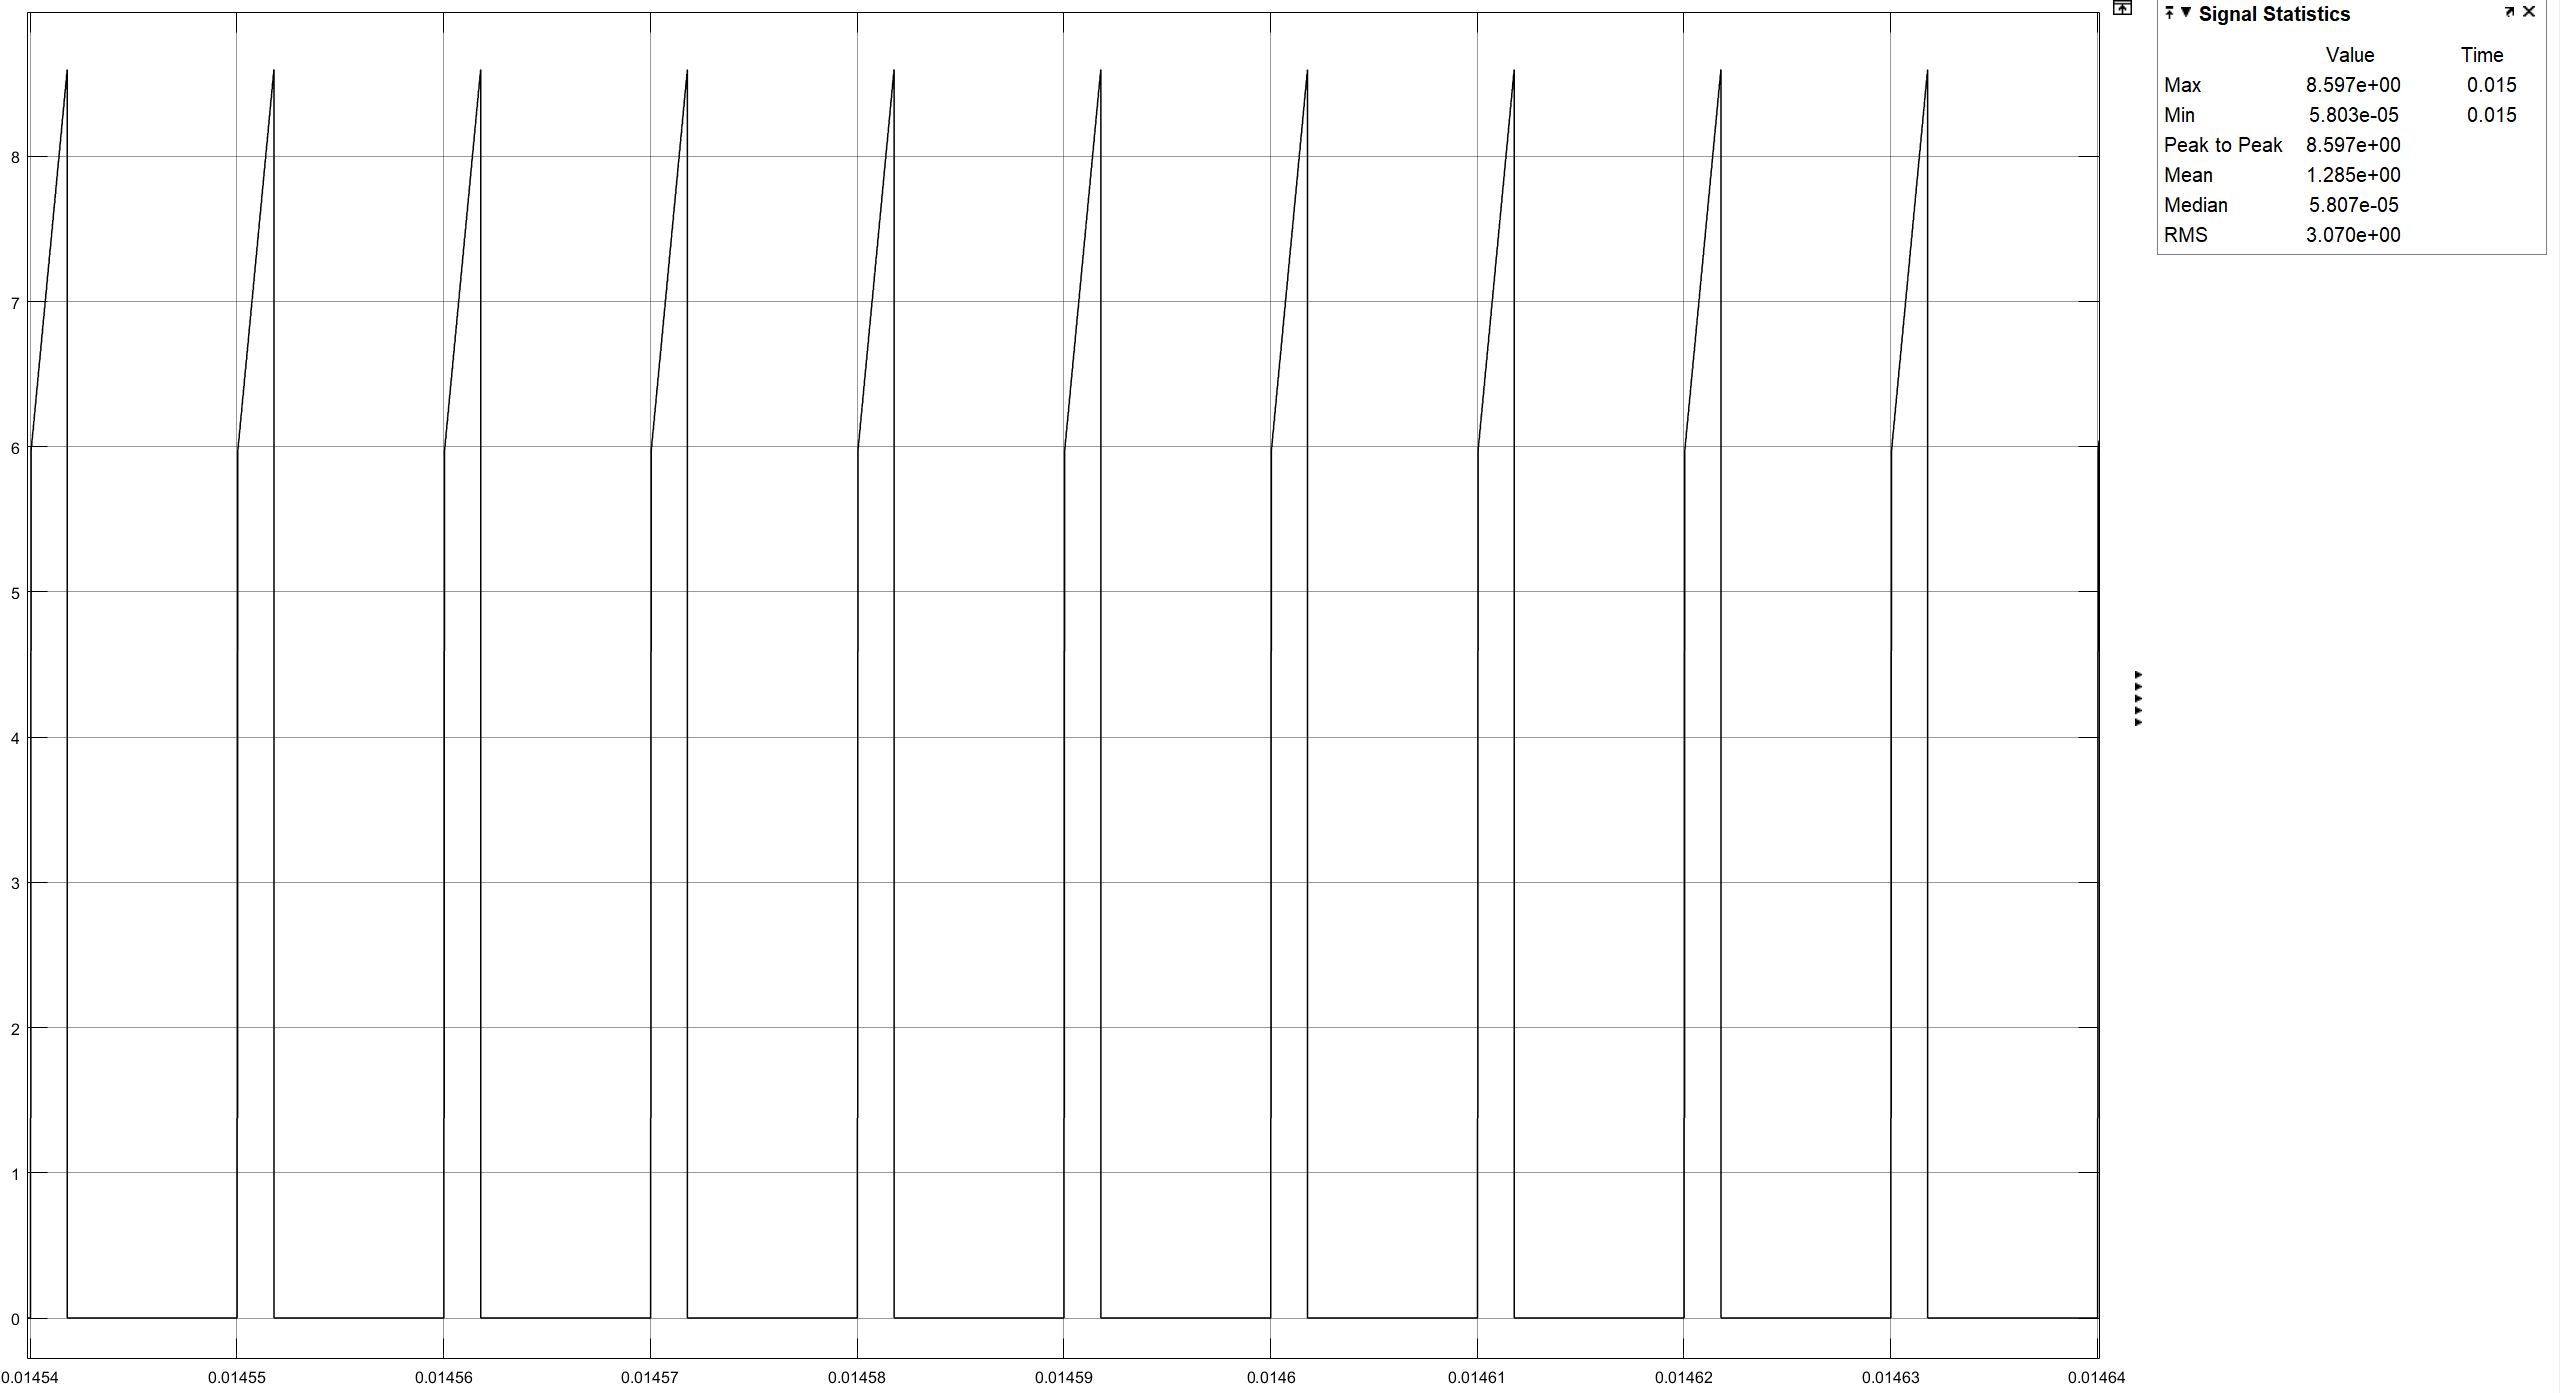 Signal Statistics
Value Time
Max 8.597e+00 0.015
Min 5.803e-05 0.015
Peak to Peak 8.597e+00
Mean 1.285e+00
Median 5.807e-05
RMS 3.070e+00
8
7
6
5
4
3
2
1
0
0.01454 0.01455 0.01456 0.01457 0.01458 0.01459 0.0146 0.01461 0.01462 0.01463 0.01464